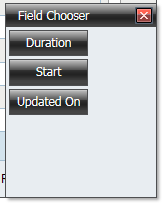 Field Chooser
Duration
Start
Updated On